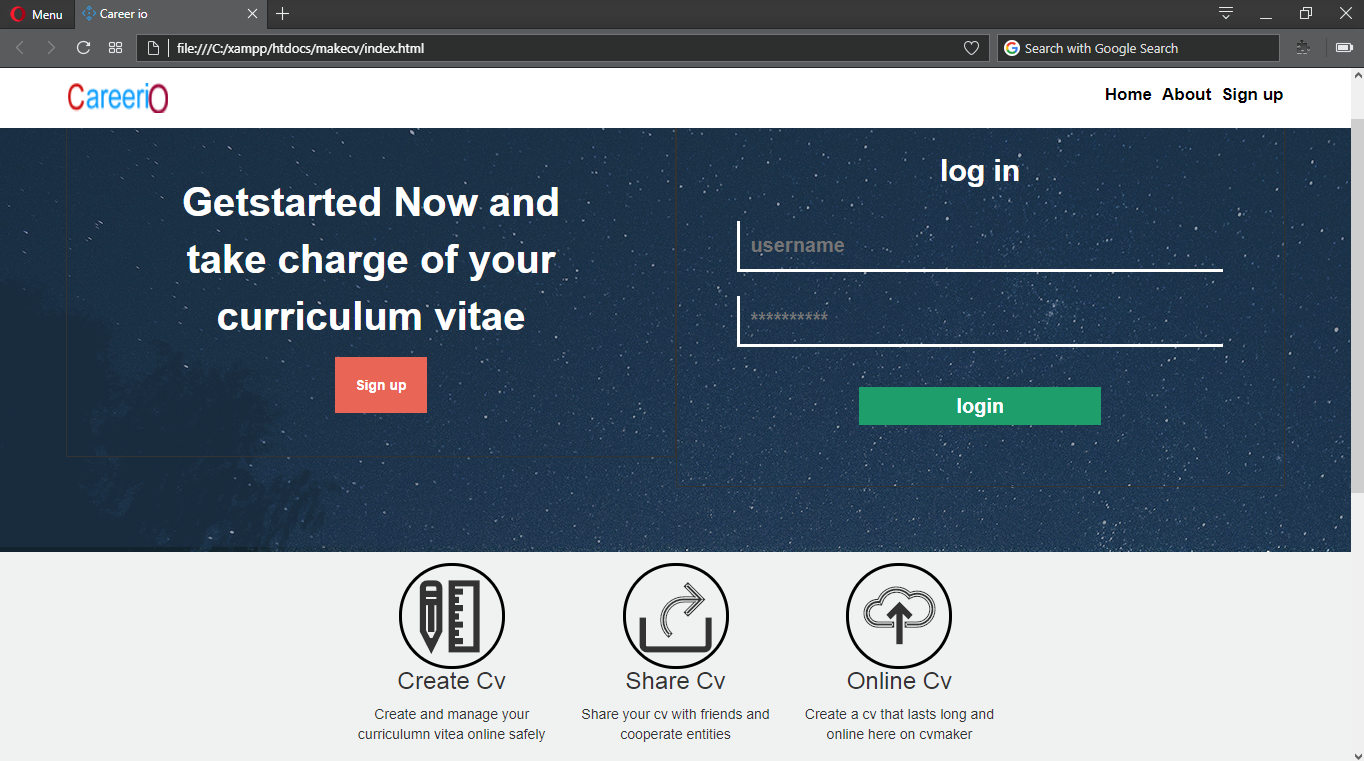 Menu
Career io
file:///C:/xampp/htdocs/makecv/index.html
Search with Google Search
CareeriO
Home About Sign up
Getstarted Now and
take charge of your
curriculum vitae
Sign up
log in
username
**********
login
Create Cv
Create and manage your
curriculumn vitea online safely
Share Cv
Share your cv with friends and
cooperate entities
Online Cv
Create a cv that lasts long and
online here on cvmaker